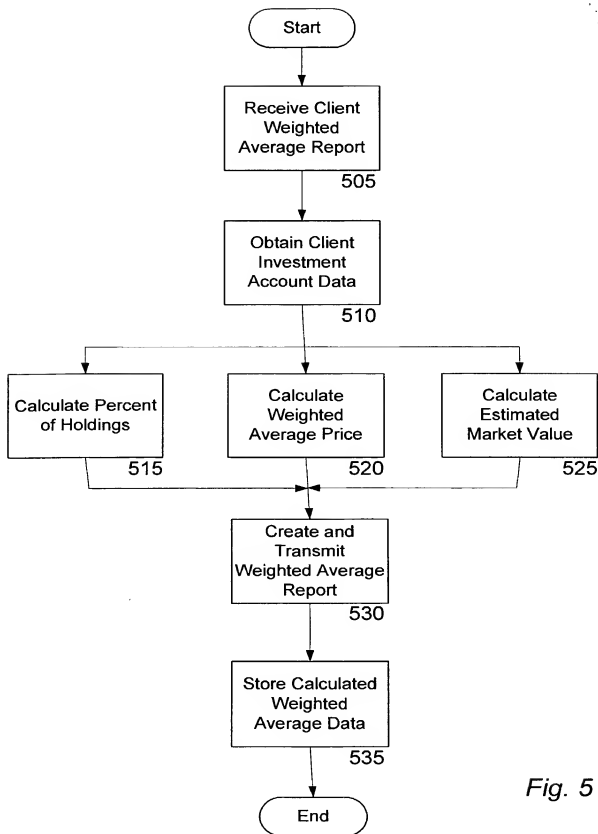 Start
Receive Client
Weighted
Average Report
505
Obtain Client
Investment
Account Data
510
Calculate Percent
of Holdings
515
Calculate
Weighted
Average Price
520
Calculate
Estimated
Market Value
525
Create and
Transmit
Weighted Average
Report
530
Store Calculated
Weighted
Average Data
535
End
Fig. 5